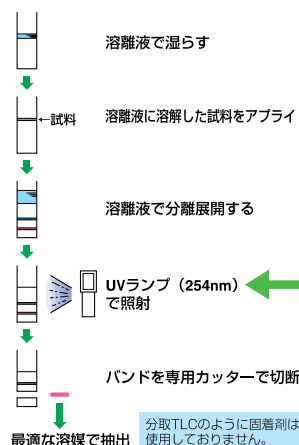 溶離液で湿らす
←試料
溶離液に溶解した試料をアプライ
溶離液で分離展開する
UVランプ（254nm）
で照射
バンドを専用カッターで切断
最適な溶媒で抽出
分取TLCのように固着剤は
使用しておりません。